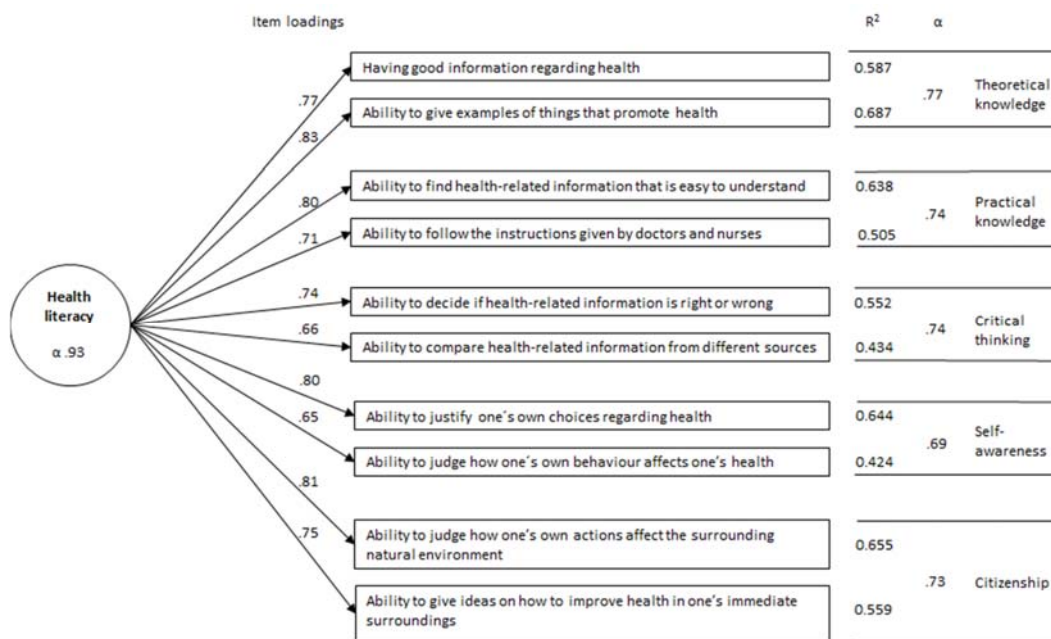 Item loadings R² α
Having good information regarding health
.77
0.587
.77
Theoretical
knowledge
Ability to give examples of things that promote health
.83
0.687
Ability to find health-related information that is easy to understand
.80
0.638
.74
Practical
knowledge
Ability to follow the instructions given by doctors and nurses
.71
0.505
Health
literacy
α .93
Ability to decide if health-related information is right or wrong
.74
0.552
.74
Critical
thinking
Ability to compare health-related information from different sources
.66
0.434
Ability to justify one´s own choices regarding health
.80
0.644
.69
Self-
awareness
Ability to judge how one´s own behaviour affects one´s health
.65
0.424
Ability to judge how one's own actions affect the surrounding
natural environment
.81
0.655
.73
Citizenship
Ability to give ideas on how to improve health in one's immediate
surroundings
.75
0.559